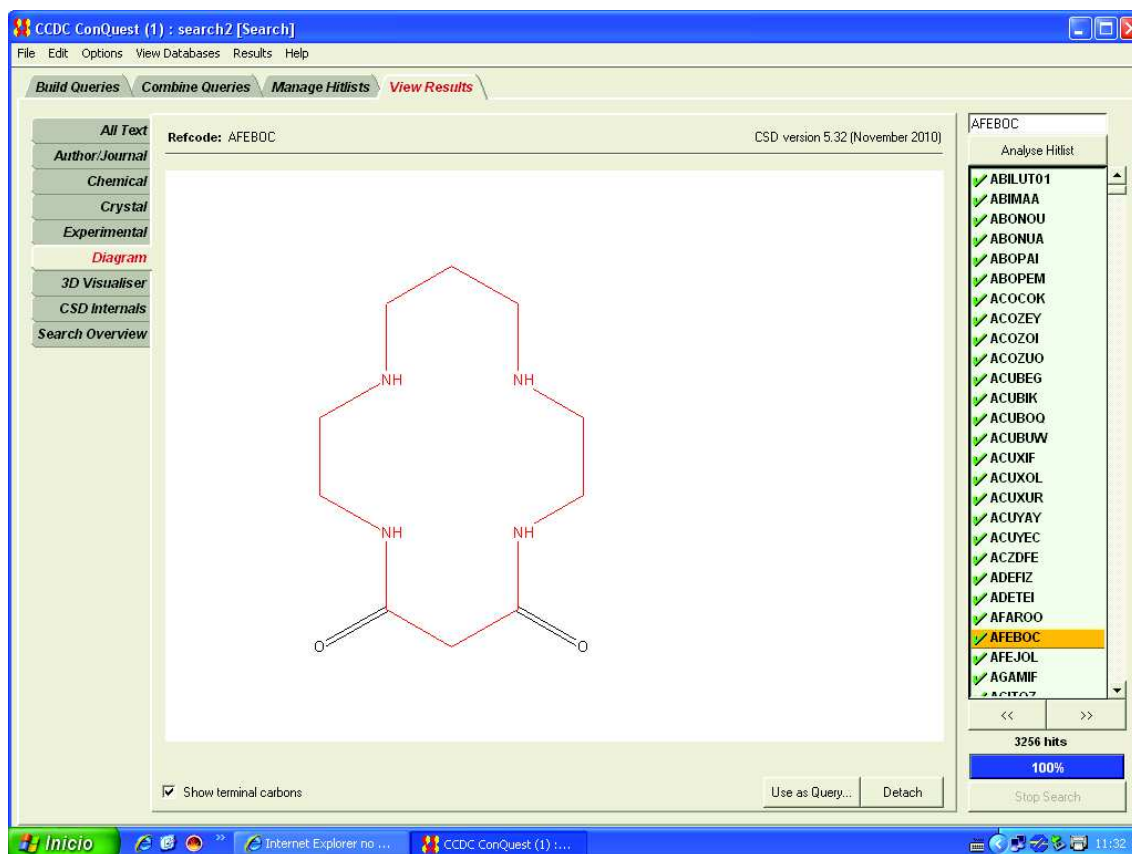 CCDC ConQuest (1) : search2 [Search]
File Edit Options View Databases Results Help
Build Queries Combine Queries Manage Hitlists View Results
All Text
Author/Journal
Chemical
Crystal
Experimental
Diagram
3D Visualiser
CSD Internals
Search Overview
Refcode: AFEBOC CSD version 5.32 (November 2010)
NH NH
NH NH
O O
Show terminal carbons
Use as Query... Detach
AFEBOC
Analyse Hitlist
ABILUT01
ABIMAA
ABONOU
ABONUA
ABOPAI
ABOPEM
ACOCOK
ACOZEY
ACOZOI
ACOZUO
ACUBEG
ACUBIK
ACUBOQ
ACUBUW
ACUXIF
ACUXOL
ACUXUR
ACUYAY
ACUYEC
ACZDFE
ADEFIZ
ADETEI
AFAROO
AFEBOC
AFEJOL
AGAMIF
<< >>
3256 hits
100%
Stop Search
Inicio
Internet Explorer no ...
CCDC ConQuest (1) :...
11:32